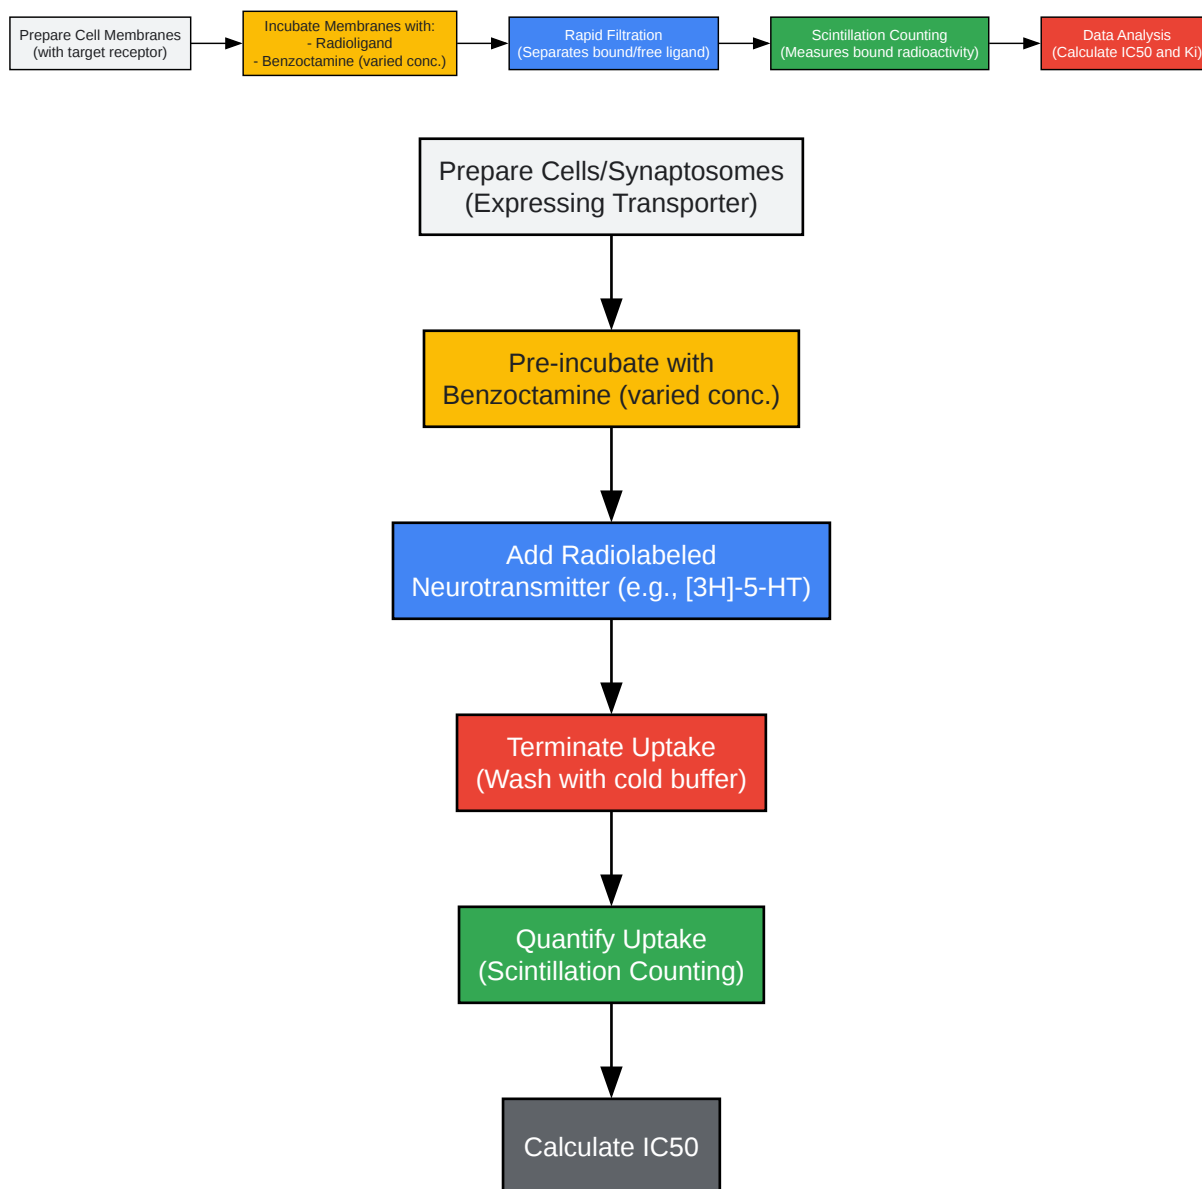 Prepare Cell Membranes
(with target receptor)
Incubate Membranes with:
- Radioligand
- Benzoctamine (varied conc.)
Rapid Filtration
(Separates bound/free ligand)
Scintillation Counting
(Measures bound radioactivity)
Data Analysis
(Calculate IC50 and Ki)
Prepare Cells/Synaptosomes
(Expressing Transporter)
Pre-incubate with
Benzoctamine (varied conc.)
Add Radiolabeled
Neurotransmitter (e.g., [3H]-5-HT)
Terminate Uptake
(Wash with cold buffer)
Quantify Uptake
(Scintillation Counting)
Calculate IC50